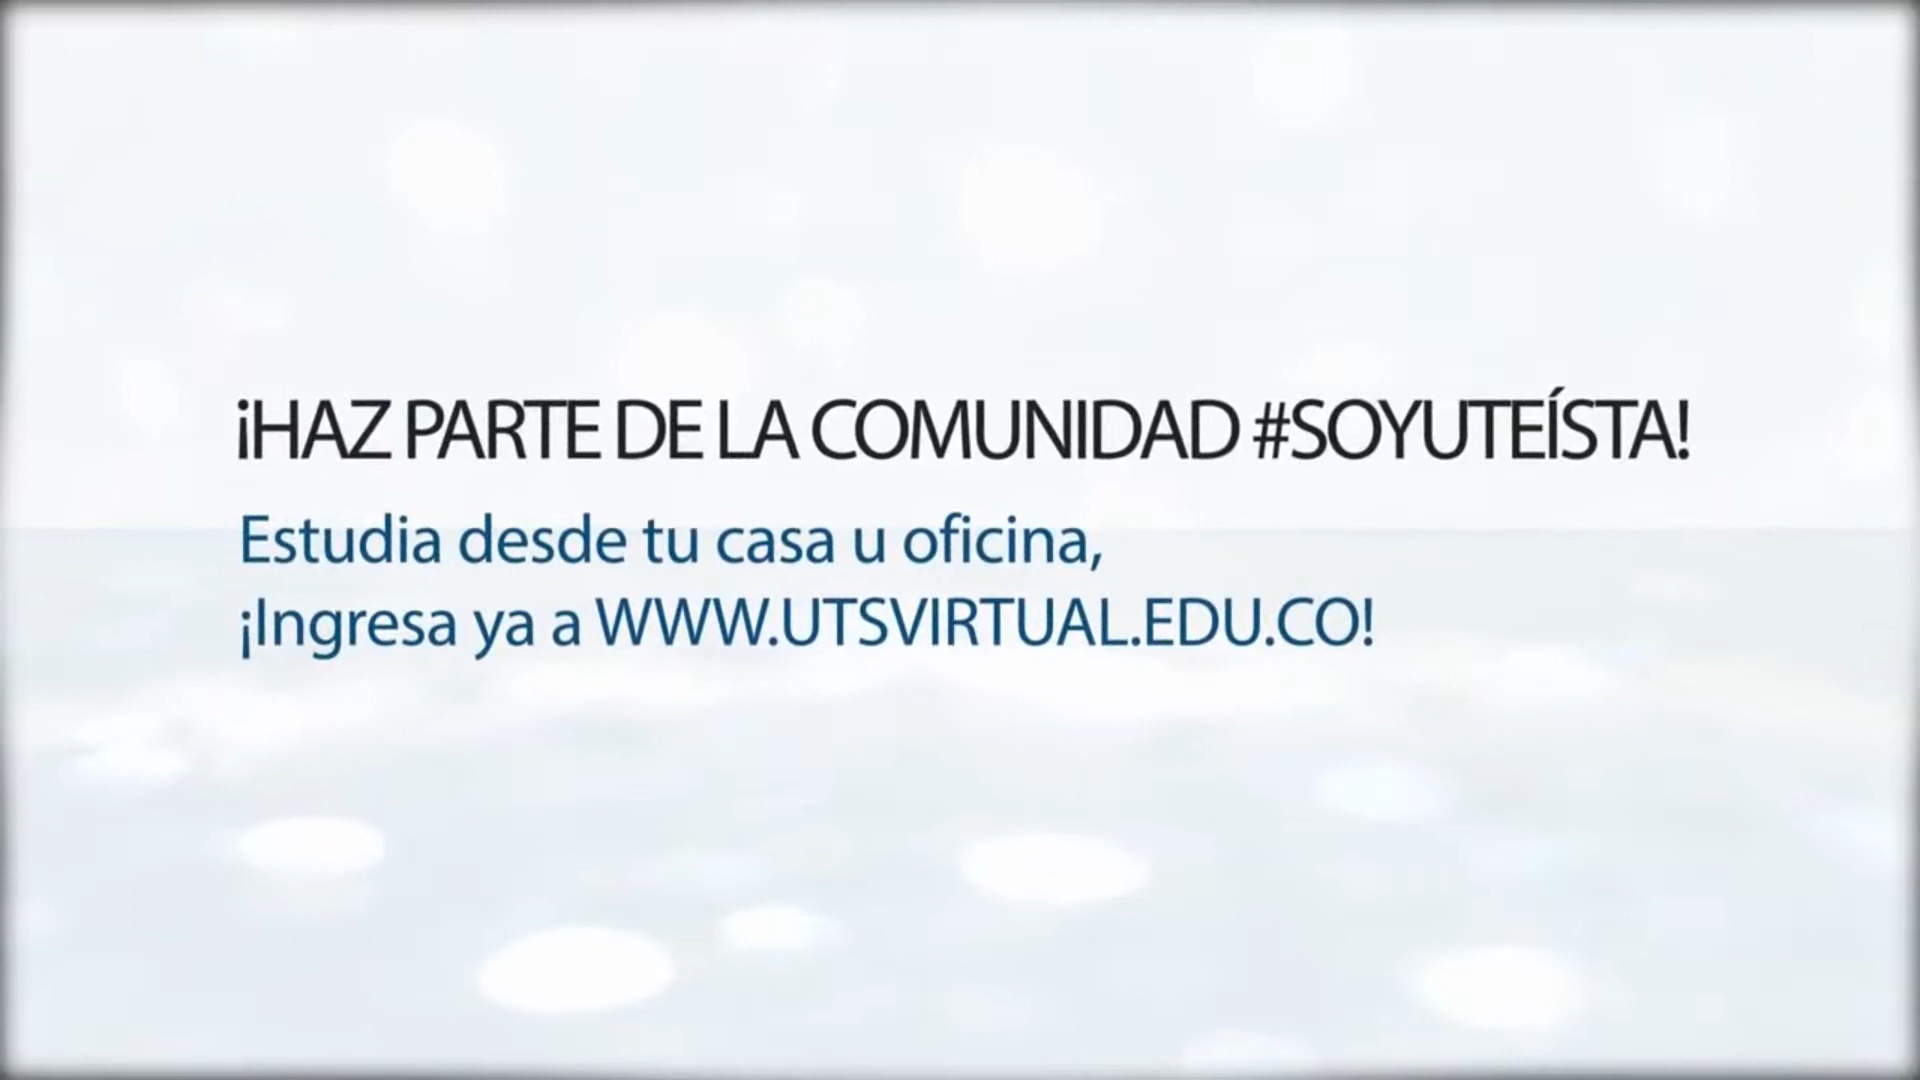 ¡HAZ PARTE DE LA COMUNIDAD #SOYUTEÍSTA!
Estudia desde tu casa u oficina,
¡Ingresa ya a WWW.UTSVIRTUAL.EDU.CO!